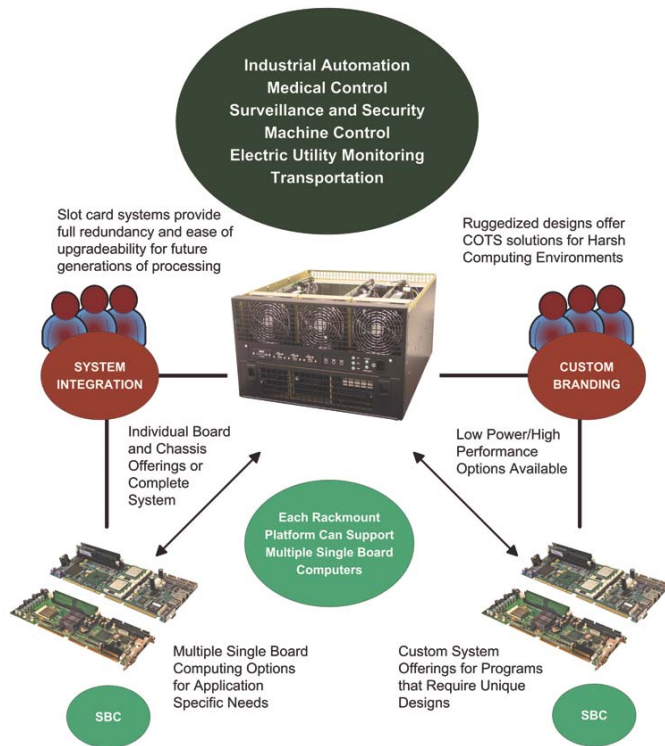 Industrial Automation
Medical Control
Surveillance and Security
Machine Control
Electric Utility Monitoring
Transportation
Slot card systems provide
full redundancy and ease of
upgradeability for future
generations of processing
Ruggedized designs offer
COTS solutions for Harsh
Computing Environments
SYSTEM
INTEGRATION
CUSTOM
BRANDING
Individual Board
and Chassis
Offerings or
Complete
System
Low Power/High
Performance
Options Available
Each Rackmount
Platform Can Support
Multiple Single Board
Computers
Multiple Single Board
Computing Options
for Application
Specific Needs
Custom System
Offerings for Programs
that Require Unique
Designs
SBC
SBC